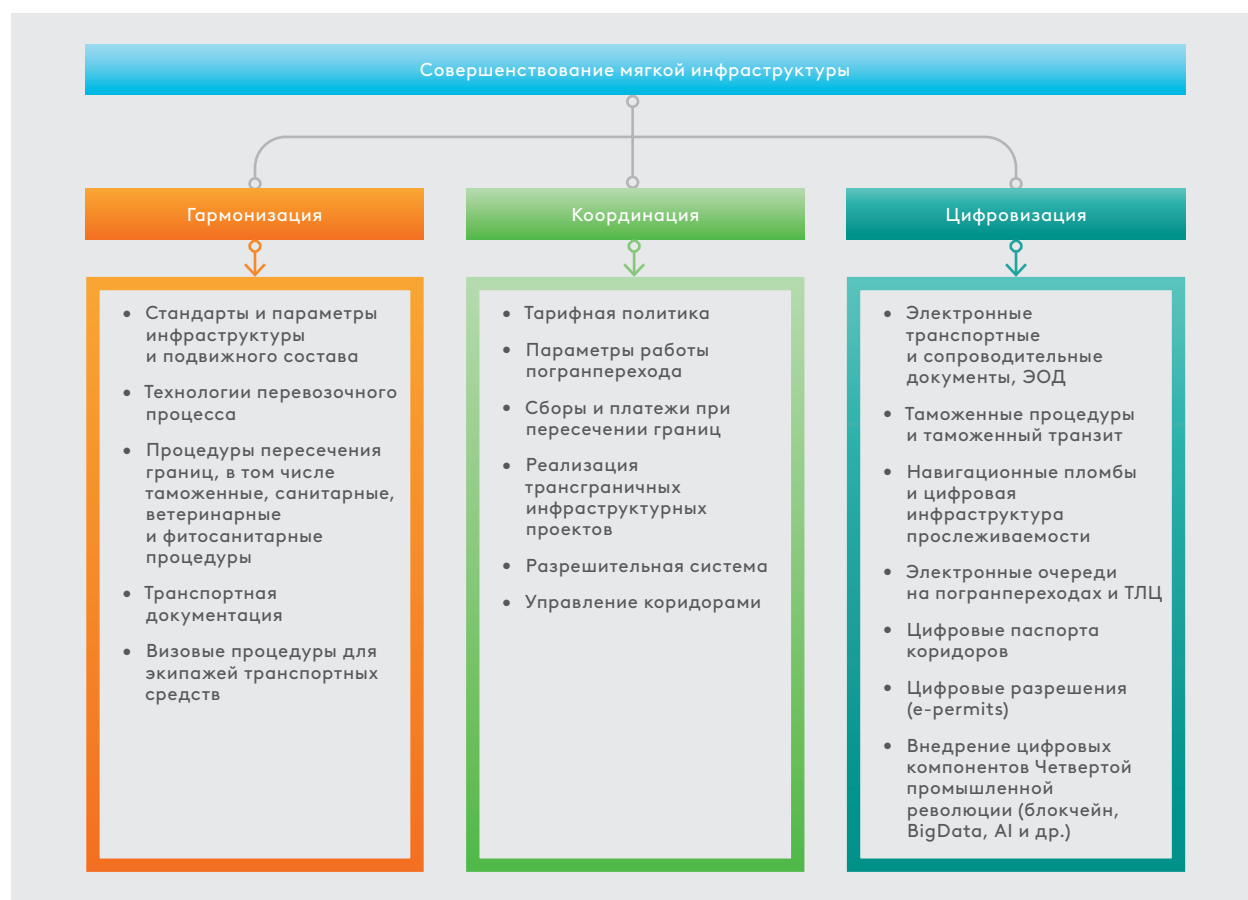 Совершенствование мягкой инфраструктуры
Гармонизация
Координация
Цифровизация
• Стандарты и параметры
инфраструктуры
и подвижного состава
• Технологии перевозочного
процесса
• Процедуры пересечения
границ, в том числе
таможенные, санитарные,
ветеринарные
и фитосанитарные
процедуры
• Транспортная
документация
• Визовые процедуры для
экипажей транспортных
средств
• Тарифная политика
• Параметры работы
погранперехода
• Сборы и платежи при
пересечении границ
• Реализация
трансграничных
инфраструктурных
проектов
• Разрешительная система
• Управление коридорами
• Электронные
транспортные
и сопроводительные
документы, ЭОД
• Таможенные процедуры
и таможенный транзит
• Навигационные пломбы
и цифровая
инфраструктура
прослеживаемости
• Электронные очереди
на погранпереходах и ТЛЦ
• Цифровые паспорта
коридоров
• Цифровые разрешения
(e-permits)
• Внедрение цифровых
компонентов Четвертой
промышленной
революции (блокчейн,
BigData, AI и др.)